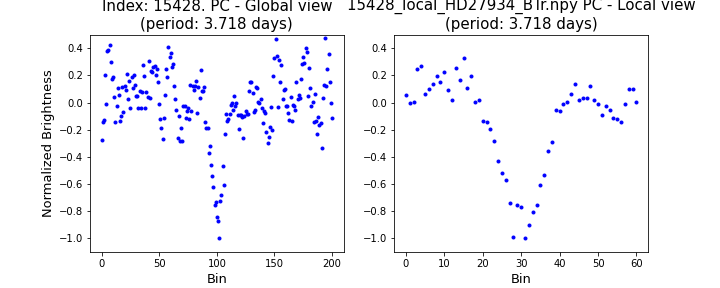 Index: 15428. PC - Global view
(period: 3.718 days)
15428_local_HD27934_BTr.npy PC - Local view
(period: 3.718 days)
Normalized Brightness
0.4
0.2
0.0
−0.2
−0.4
−0.6
−0.8
−1.0
0 50 100 150 200
Bin
0.4
0.2
0.0
−0.2
−0.4
−0.6
−0.8
−1.0
0 10 20 30 40 50 60
Bin